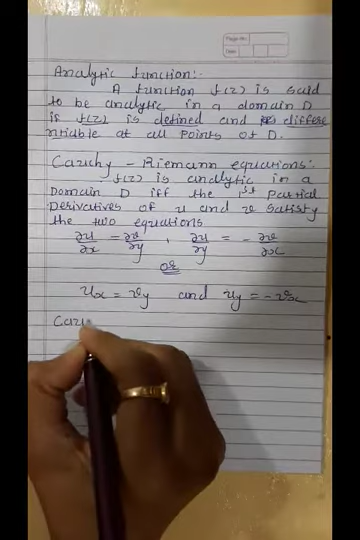 Page No.:
Date:
Analytic function:-
A function f(z) is said
to be analytic in a domain D
if f(z) is defined and differe
ntiable at all points of D.
Cauchy - Riemann equations:-
f(z) is analytic in a
Domain D iff the 1st Partial
Derivatives of u and v satisfy
the two equations
∂u/∂x = ∂v/∂y , ∂u/∂y = - ∂v/∂x
OR
ux = vy and uy = -vx
Cau